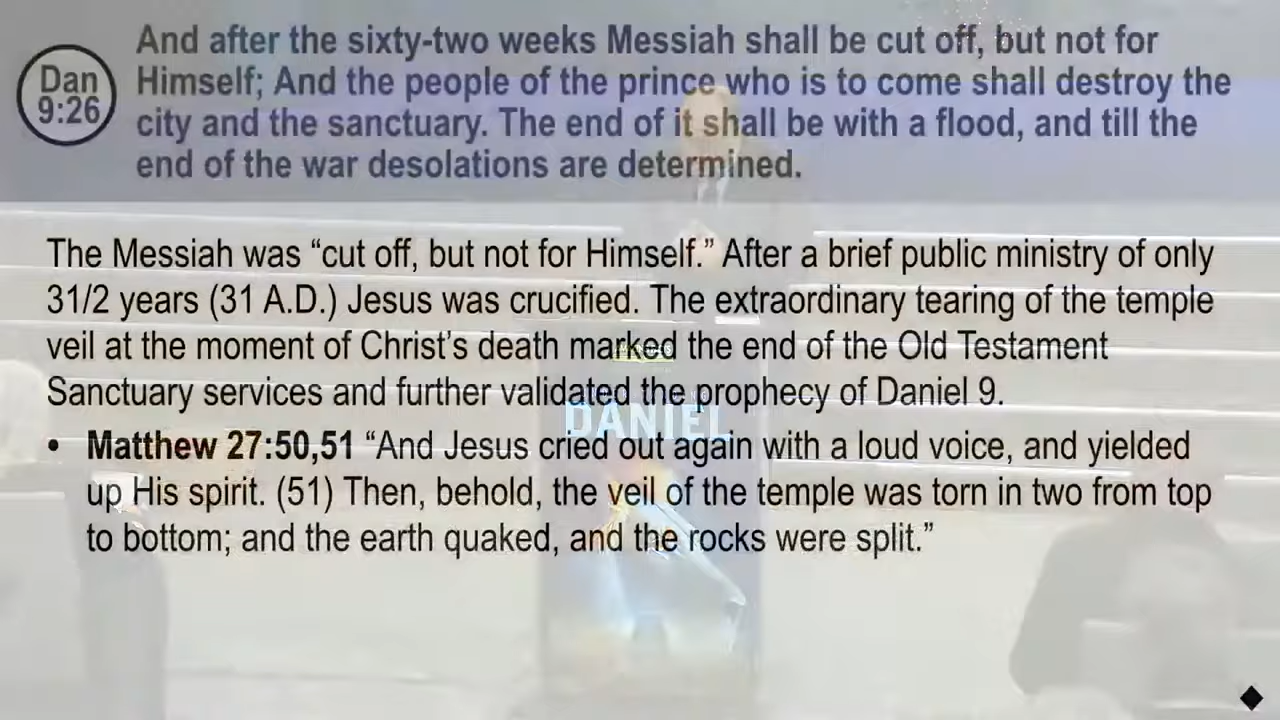 Dan
9:26
And after the sixty-two weeks Messiah shall be cut off, but not for
Himself; And the people of the prince who is to come shall destroy the
city and the sanctuary. The end of it shall be with a flood, and till the
end of the war desolations are determined.
The Messiah was “cut off, but not for Himself.” After a brief public ministry of only
31/2 years (31 A.D.) Jesus was crucified. The extraordinary tearing of the temple
veil at the moment of Christ’s death marked the end of the Old Testament
Sanctuary services and further validated the prophecy of Daniel 9.
DANIEL
• Matthew 27:50,51 “And Jesus cried out again with a loud voice, and yielded
up His spirit. (51) Then, behold, the veil of the temple was torn in two from top
to bottom; and the earth quaked, and the rocks were split.”